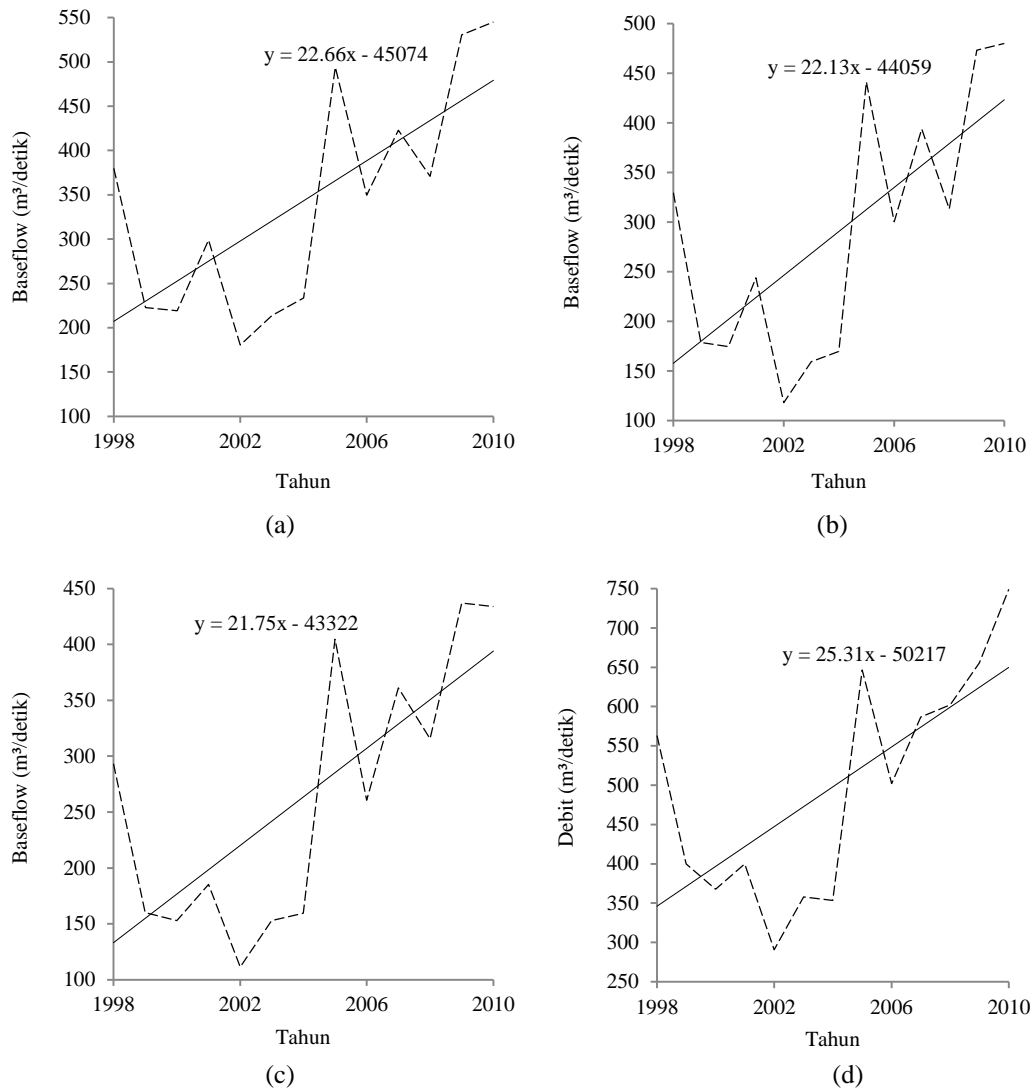 550
500
450
400
350
300
250
200
150
100
1998 2002 2006 2010
Baseflow (m³/detik)
Tahun
y = 22.66x - 45074
(a)
500
450
400
350
300
250
200
150
100
1998 2002 2006 2010
Baseflow (m³/detik)
Tahun
y = 22.13x - 44059
(b)
450
400
350
300
250
200
150
100
1998 2002 2006 2010
Baseflow (m³/detik)
Tahun
y = 21.75x - 43322
(c)
750
700
650
600
550
500
450
400
350
300
250
1998 2002 2006 2010
Debit (m³/detik)
Tahun
y = 25.31x - 50217
(d)